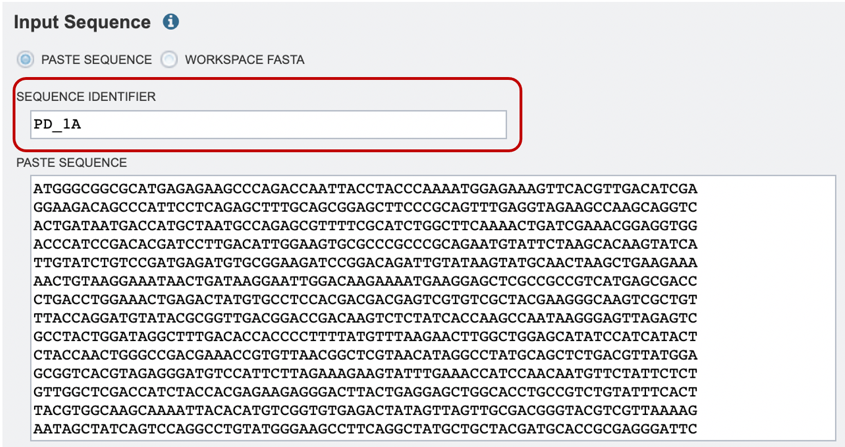 Input Sequence
PASTE SEQUENCE WORKSPACE FASTA
SEQUENCE IDENTIFIER
PD_1A
PASTE SEQUENCE
ATGGGCGGCGCATGAGAGAAGCCCAGACCAATTACCTACCCAAAATGGAGAAAGTTCACGTTGACATCGA
GGAAGACAGCCCATTCCTCAGAGCTTTGCAGCGGAGCTTCCCGCAGTTTGAGGTAGAAGCCAAGCAGGTC
ACTGATAATGACCATGCTAATGCCAGAGCGTTTTCGCATCTGGCTTCAAAACTGATCGAAACGGAGGTGG
ACCCATCCGACACGATCCTTGACATTGGAAGTGCGCCCGCCCGCAGAATGTATTCTAAGCACAAGTATCA
TTGTATCTGTCCGATGAGATGTGCGGAAGATCCGGACAGATTGTATAAGTATGCAACTAAGCTGAAGAAA
AACTGTAAGGAAATAACTGATAAGGAATTGGACAAGAAAATGAAGGAGCTCGCCGCCGTCATGAGCGACC
CTGACCTGGAAACTGAGACTATGTGCCTCCACGACGACGAGTCGTGTCGCTACGAAGGGCAAGTCGCTGT
TTACCAGGATGTATACGCGGTTGACGGACCGACAAGTCTCTATCACCAAGCCAATAAGGGAGTTAGAGTC
GCCTACTGGATAGGCTTTGACACCACCCCTTTTATGTTTAAGAACTTGGCTGGAGCATATCCATCATACT
CTACCAACTGGGCCGACGAAACCGTGTTAACGGCTCGTAACATAGGCCTATGCAGCTCTGACGTTATGGA
GCGGTCACGTAGAGGGATGTCCATTCTTAGAAAGAAGTATTTGAAACCATCCAACAATGTTCTATTCTCT
GTTGGCTCGACCATCTACCACGAGAAGAGGGACTTACTGAGGAGCTGGCACCTGCCGTCTGTATTTCACT
TACGTGGCAAGCAAAATTACACATGTCGGTGTGAGACTATAGTTAGTTGCGACGGGTACGTCGTTAAAAG
AATAGCTATCAGTCCAGGCCTGTATGGGAAGCCTTCAGGCTATGCTGCTACGATGCACCGCGAGGGATTC